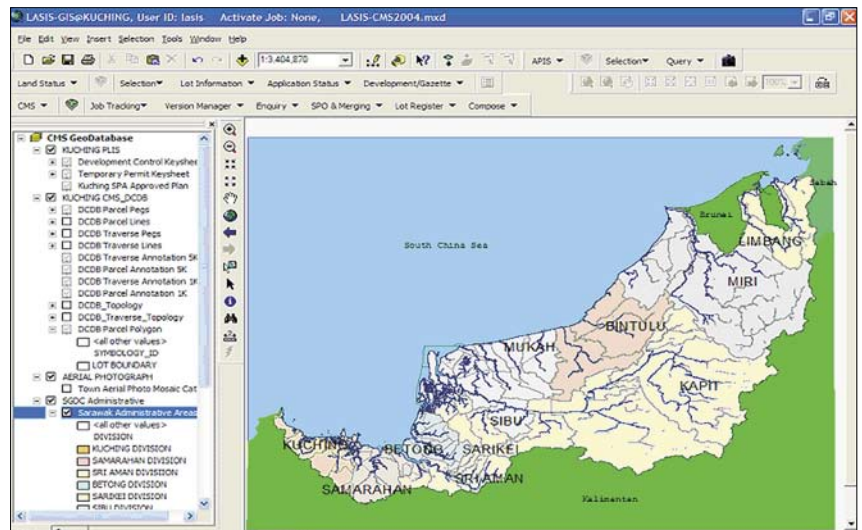 LASIS-GIS@KUCHING, User ID: lasis Activate Job: None, LASIS-CMS2004.mxd
File Edit View Insert Selection Tools Window Help
1:3,404,870 APIS Selection Query
Land Status Selection Lot Information Application Status Development/Gazette 100%
CMS Job Tracking Version Manager Enquiry SPO & Merging Lot Register Compose
CMS GeoDatabase
KUCHING PLIS
Development Control Keyshee
Temporary Permit Keysheet
Kuching SPA Approved Plan
KUCHING CMS_DCDB
DCDB Parcel Pegs
DCDB Parcel Lines
DCDB Traverse Pegs
DCDB Traverse Lines
DCDB Traverse Annotation 5K
DCDB Parcel Annotation 5K
DCDB Traverse Annotation 1K
DCDB Parcel Annotation 1K
DCDB_Topology
DCDB_Traverse_Topology
DCDB Parcel Polygon
<all other values>
SYMBOLOGY_ID
LOT BOUNDARY
AERIAL PHOTOGRAPH
Town Aerial Photo Mosaic Cat
SGDC Administrative
Sarawak Administrative Areas
<all other values>
DIVISION
KUCHING DIVISION
SAMARAHAN DIVISION
SRI AMAN DIVISIION
BETONG DIVISION
SARIKEI DIVISION
SIBU DIVISION
South China Sea
Sabah
Brunei
LIMBANG
MIRI
BINTULU
MUKAH
KAPIT
SIBU
KUCHING
BETONG
SARIKEI
SRI AMAN
SAMARAHAN
Kalimantan